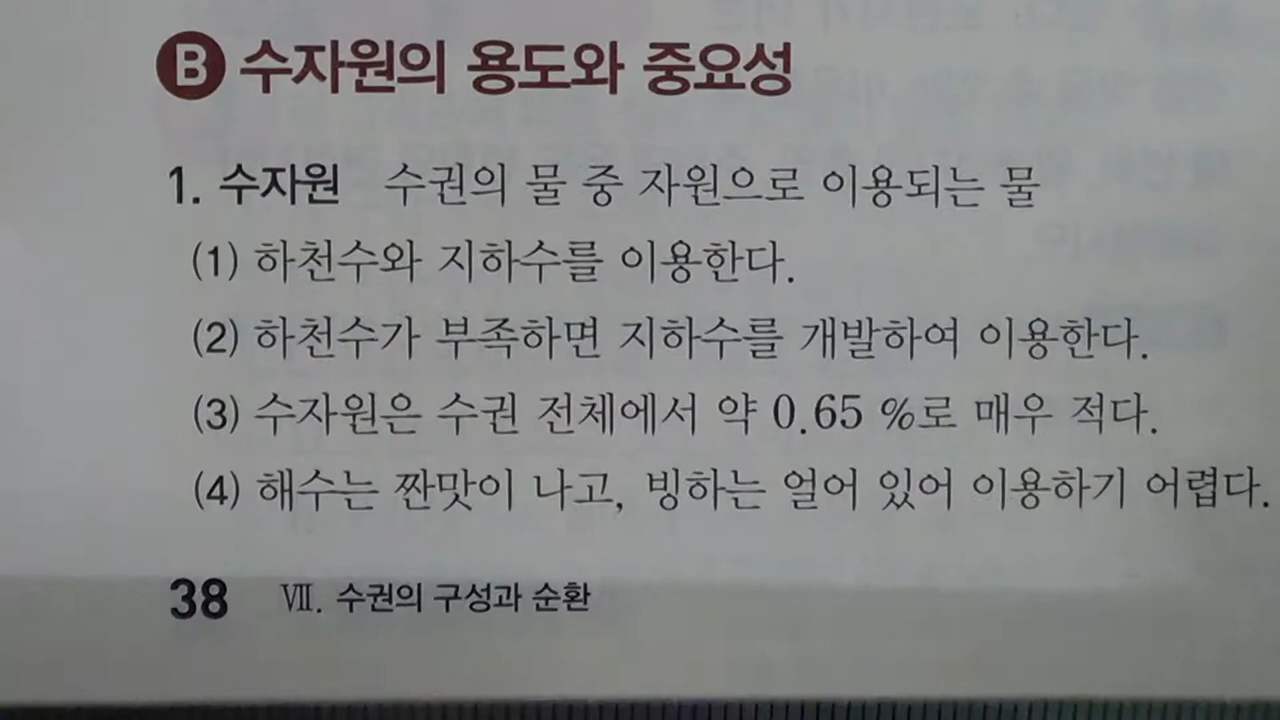 B 수자원의 용도와 중요성
1. 수자원 수권의 물 중 자원으로 이용되는 물
(1) 하천수와 지하수를 이용한다.
(2) 하천수가 부족하면 지하수를 개발하여 이용한다.
(3) 수자원은 수권 전체에서 약 0.65 %로 매우 적다.
(4) 해수는 짠맛이 나고, 빙하는 얼어 있어 이용하기 어렵다.
38 Ⅶ. 수권의 구성과 순환